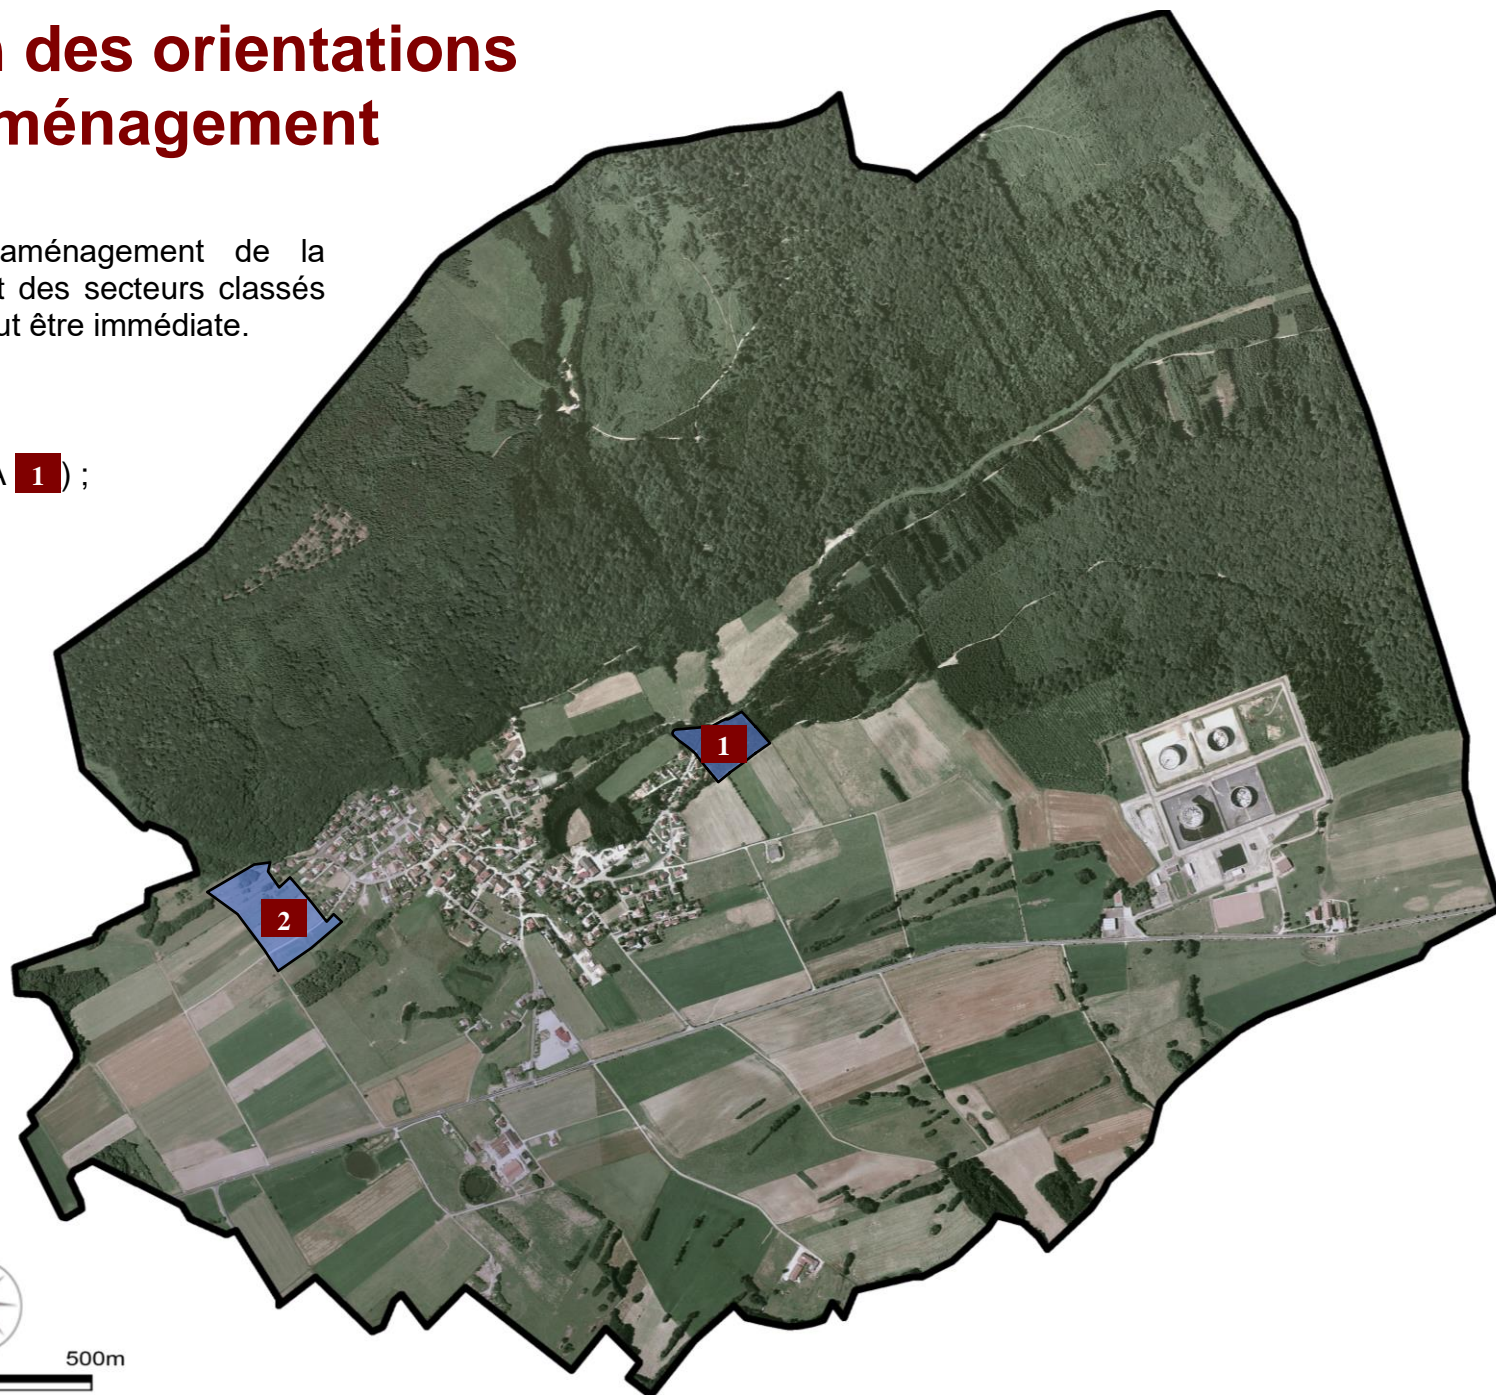 n des orientations
ménagement
aménagement de la
t des secteurs classés
ut être immédiate.
A 1) ;
1
2
500m